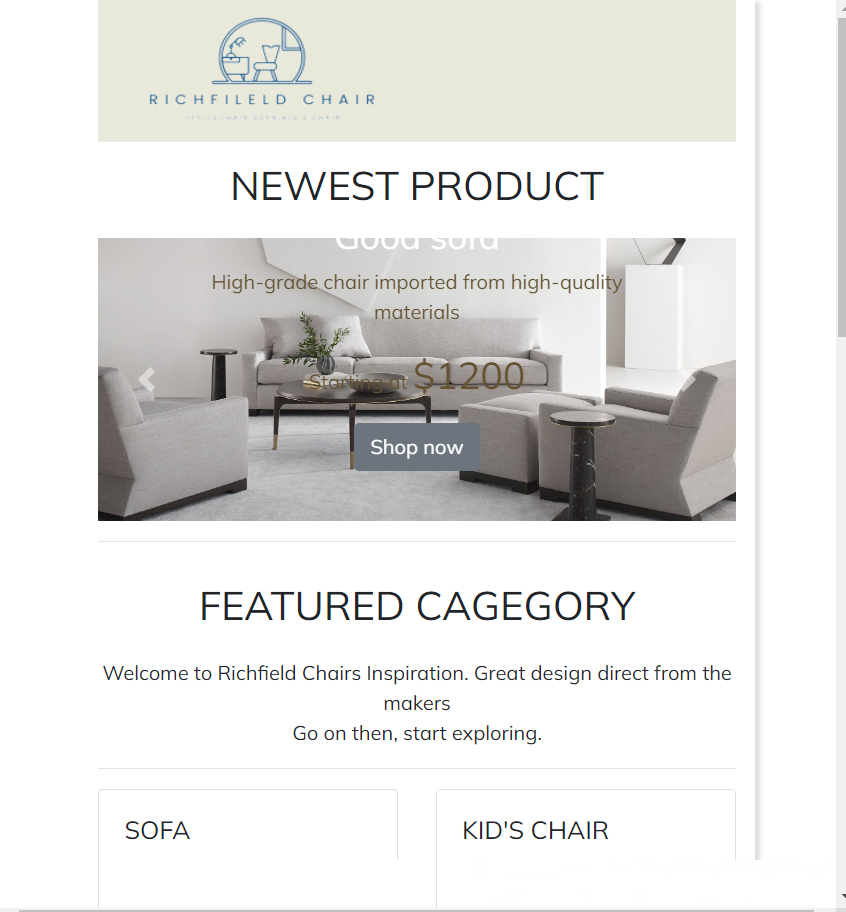 RICHFILELD CHAIR
OFFICECHAIR SOFA KID'S CHAIR
NEWEST PRODUCT
Good sofa
High-grade chair imported from high-quality
materials
Starting at $1200
Shop now
FEATURED CAGEGORY
Welcome to Richfield Chairs Inspiration. Great design direct from the
makers
Go on then, start exploring.
SOFA
KID'S CHAIR